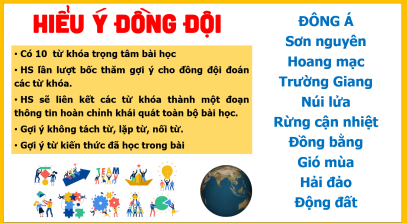 HIỂU Ý ĐỒNG ĐỘI
• Có 10 từ khóa trọng tâm bài học
• HS lần lượt bốc thăm gợi ý cho đồng đội đoán
các từ khóa.
• HS sẽ liên kết các từ khóa thành một đoạn
thông tin hoàn chỉnh khái quát toàn bộ bài học.
• Gợi ý không tách từ, lặp từ, nối từ.
• Gợi ý từ kiến thức đã học trong bài
TEAM
ĐÔNG Á
Sơn nguyên
Hoang mạc
Trường Giang
Núi lửa
Rừng cận nhiệt
Đồng bằng
Gió mùa
Hải đảo
Động đất